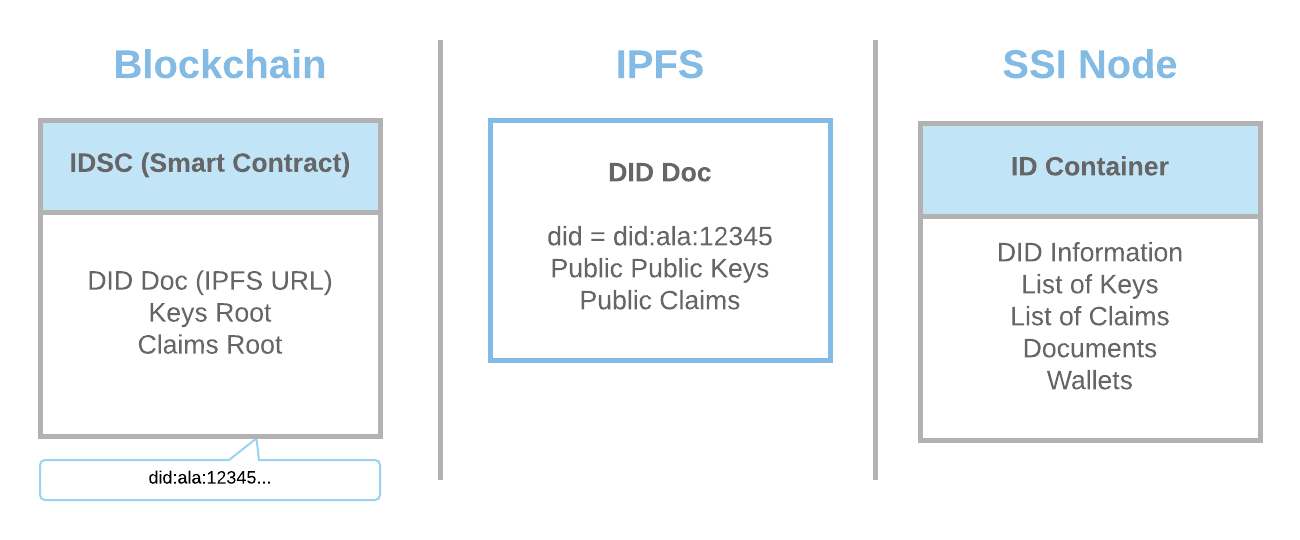 Blockchain
IDSC (Smart Contract)
DID Doc (IPFS URL)
Keys Root
Claims Root
did:ala:12345...
IPFS
DID Doc
did = did:ala:12345
Public Public Keys
Public Claims
SSI Node
ID Container
DID Information
List of Keys
List of Claims
Documents
Wallets